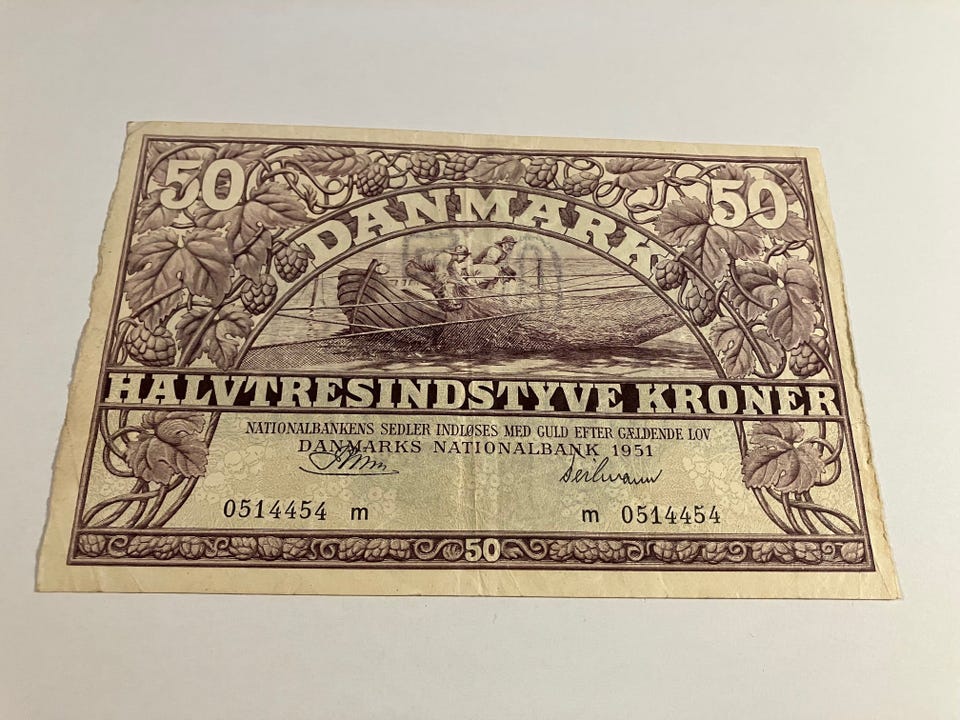 50 50
DANMARK
HALVTRESINDSTYVE KRONER
NATIONALBANKENS SEDLER INDLØSES MED GULD EFTER GÆLDENDE LOV
DANMARKS NATIONALBANK 1951
0514454 m m 0514454
50